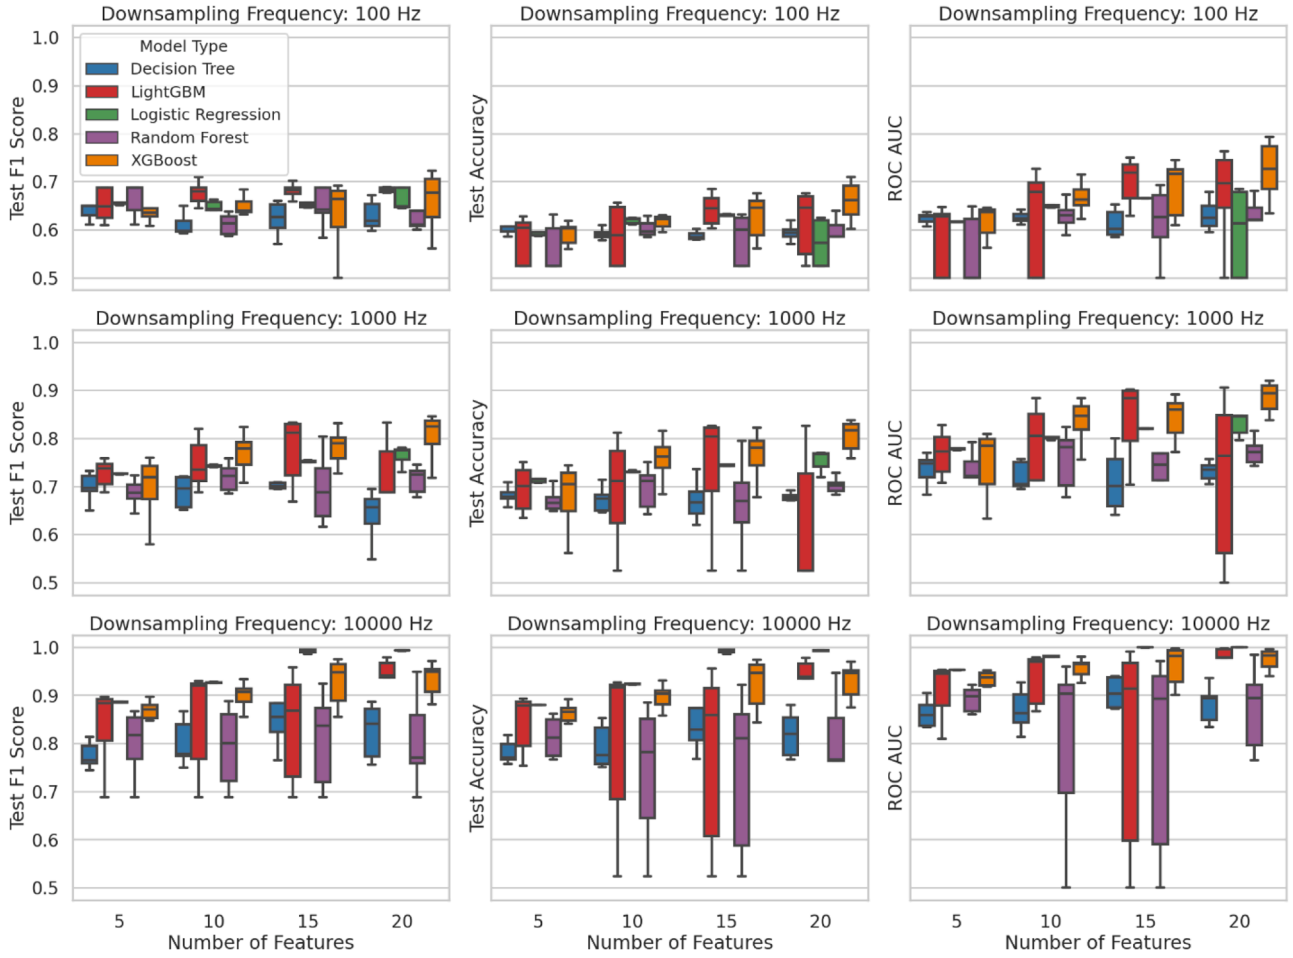 Downsampling Frequency: 100 Hz
Downsampling Frequency: 100 Hz
Downsampling Frequency: 100 Hz
Test F1 Score
1.0
0.9
0.8
0.7
0.6
0.5
Model Type
Decision Tree
LightGBM
Logistic Regression
Random Forest
XGBoost
Test Accuracy
ROC AUC
Downsampling Frequency: 1000 Hz
Downsampling Frequency: 1000 Hz
Downsampling Frequency: 1000 Hz
Test F1 Score
1.0
0.9
0.8
0.7
0.6
0.5
Test Accuracy
ROC AUC
Downsampling Frequency: 10000 Hz
Downsampling Frequency: 10000 Hz
Downsampling Frequency: 10000 Hz
Test F1 Score
1.0
0.9
0.8
0.7
0.6
0.5
Test Accuracy
ROC AUC
5 10 15 20
5 10 15 20
5 10 15 20
Number of Features
Number of Features
Number of Features